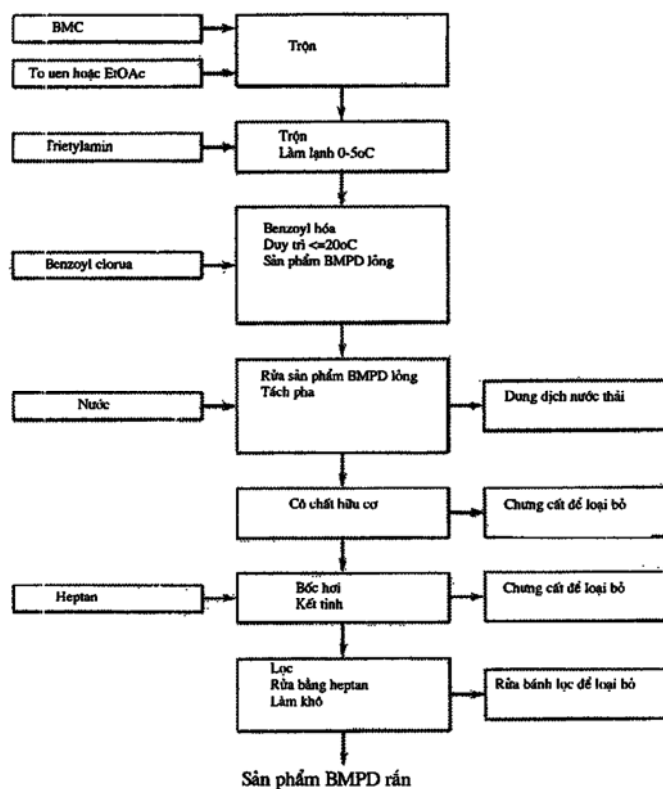 BMC
Trộn
To uen hoặc EtOAc
Trietylamin
Trộn
Làm lạnh 0-5oC
Benzoyl hóa
Duy trì <=20oC
Sản phẩm BMPD lỏng
Benzoyl clorua
Rửa sản phẩm BMPD lỏng
Tách pha
Nước
Dung dịch nước thải
Cô chất hữu cơ
Chưng cất để loại bỏ
Bốc hơi
Kết tinh
Heptan
Chưng cất để loại bỏ
Lọc
Rửa bằng heptan
Làm khô
Rửa bánh lọc để loại bỏ
Sản phẩm BMPD rắn